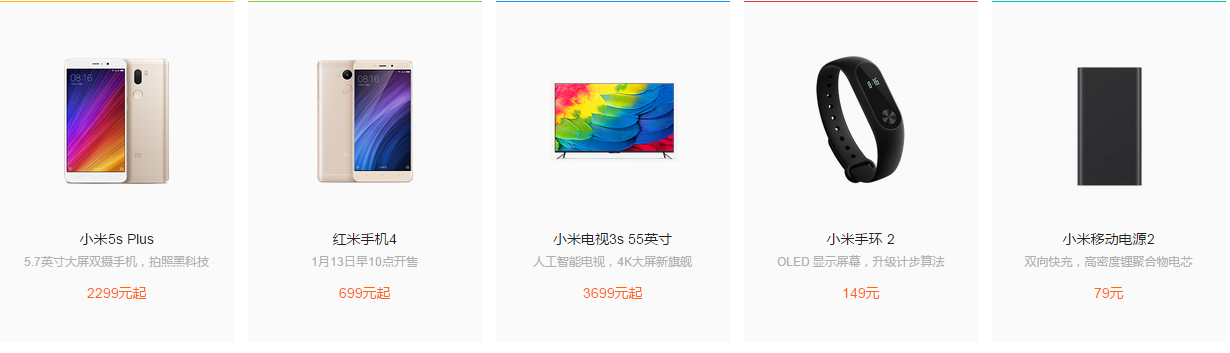 小米5s Plus
5.7英寸大屏双摄手机，拍照黑科技
2299元起
红米手机4
1月13日早10点开售
699元起
小米电视3s 55英寸
人工智能电视，4K大屏新旗舰
3699元起
小米手环 2
OLED 显示屏幕，升级计步算法
149元
小米移动电源2
双向快充，高密度锂聚合物电芯
79元